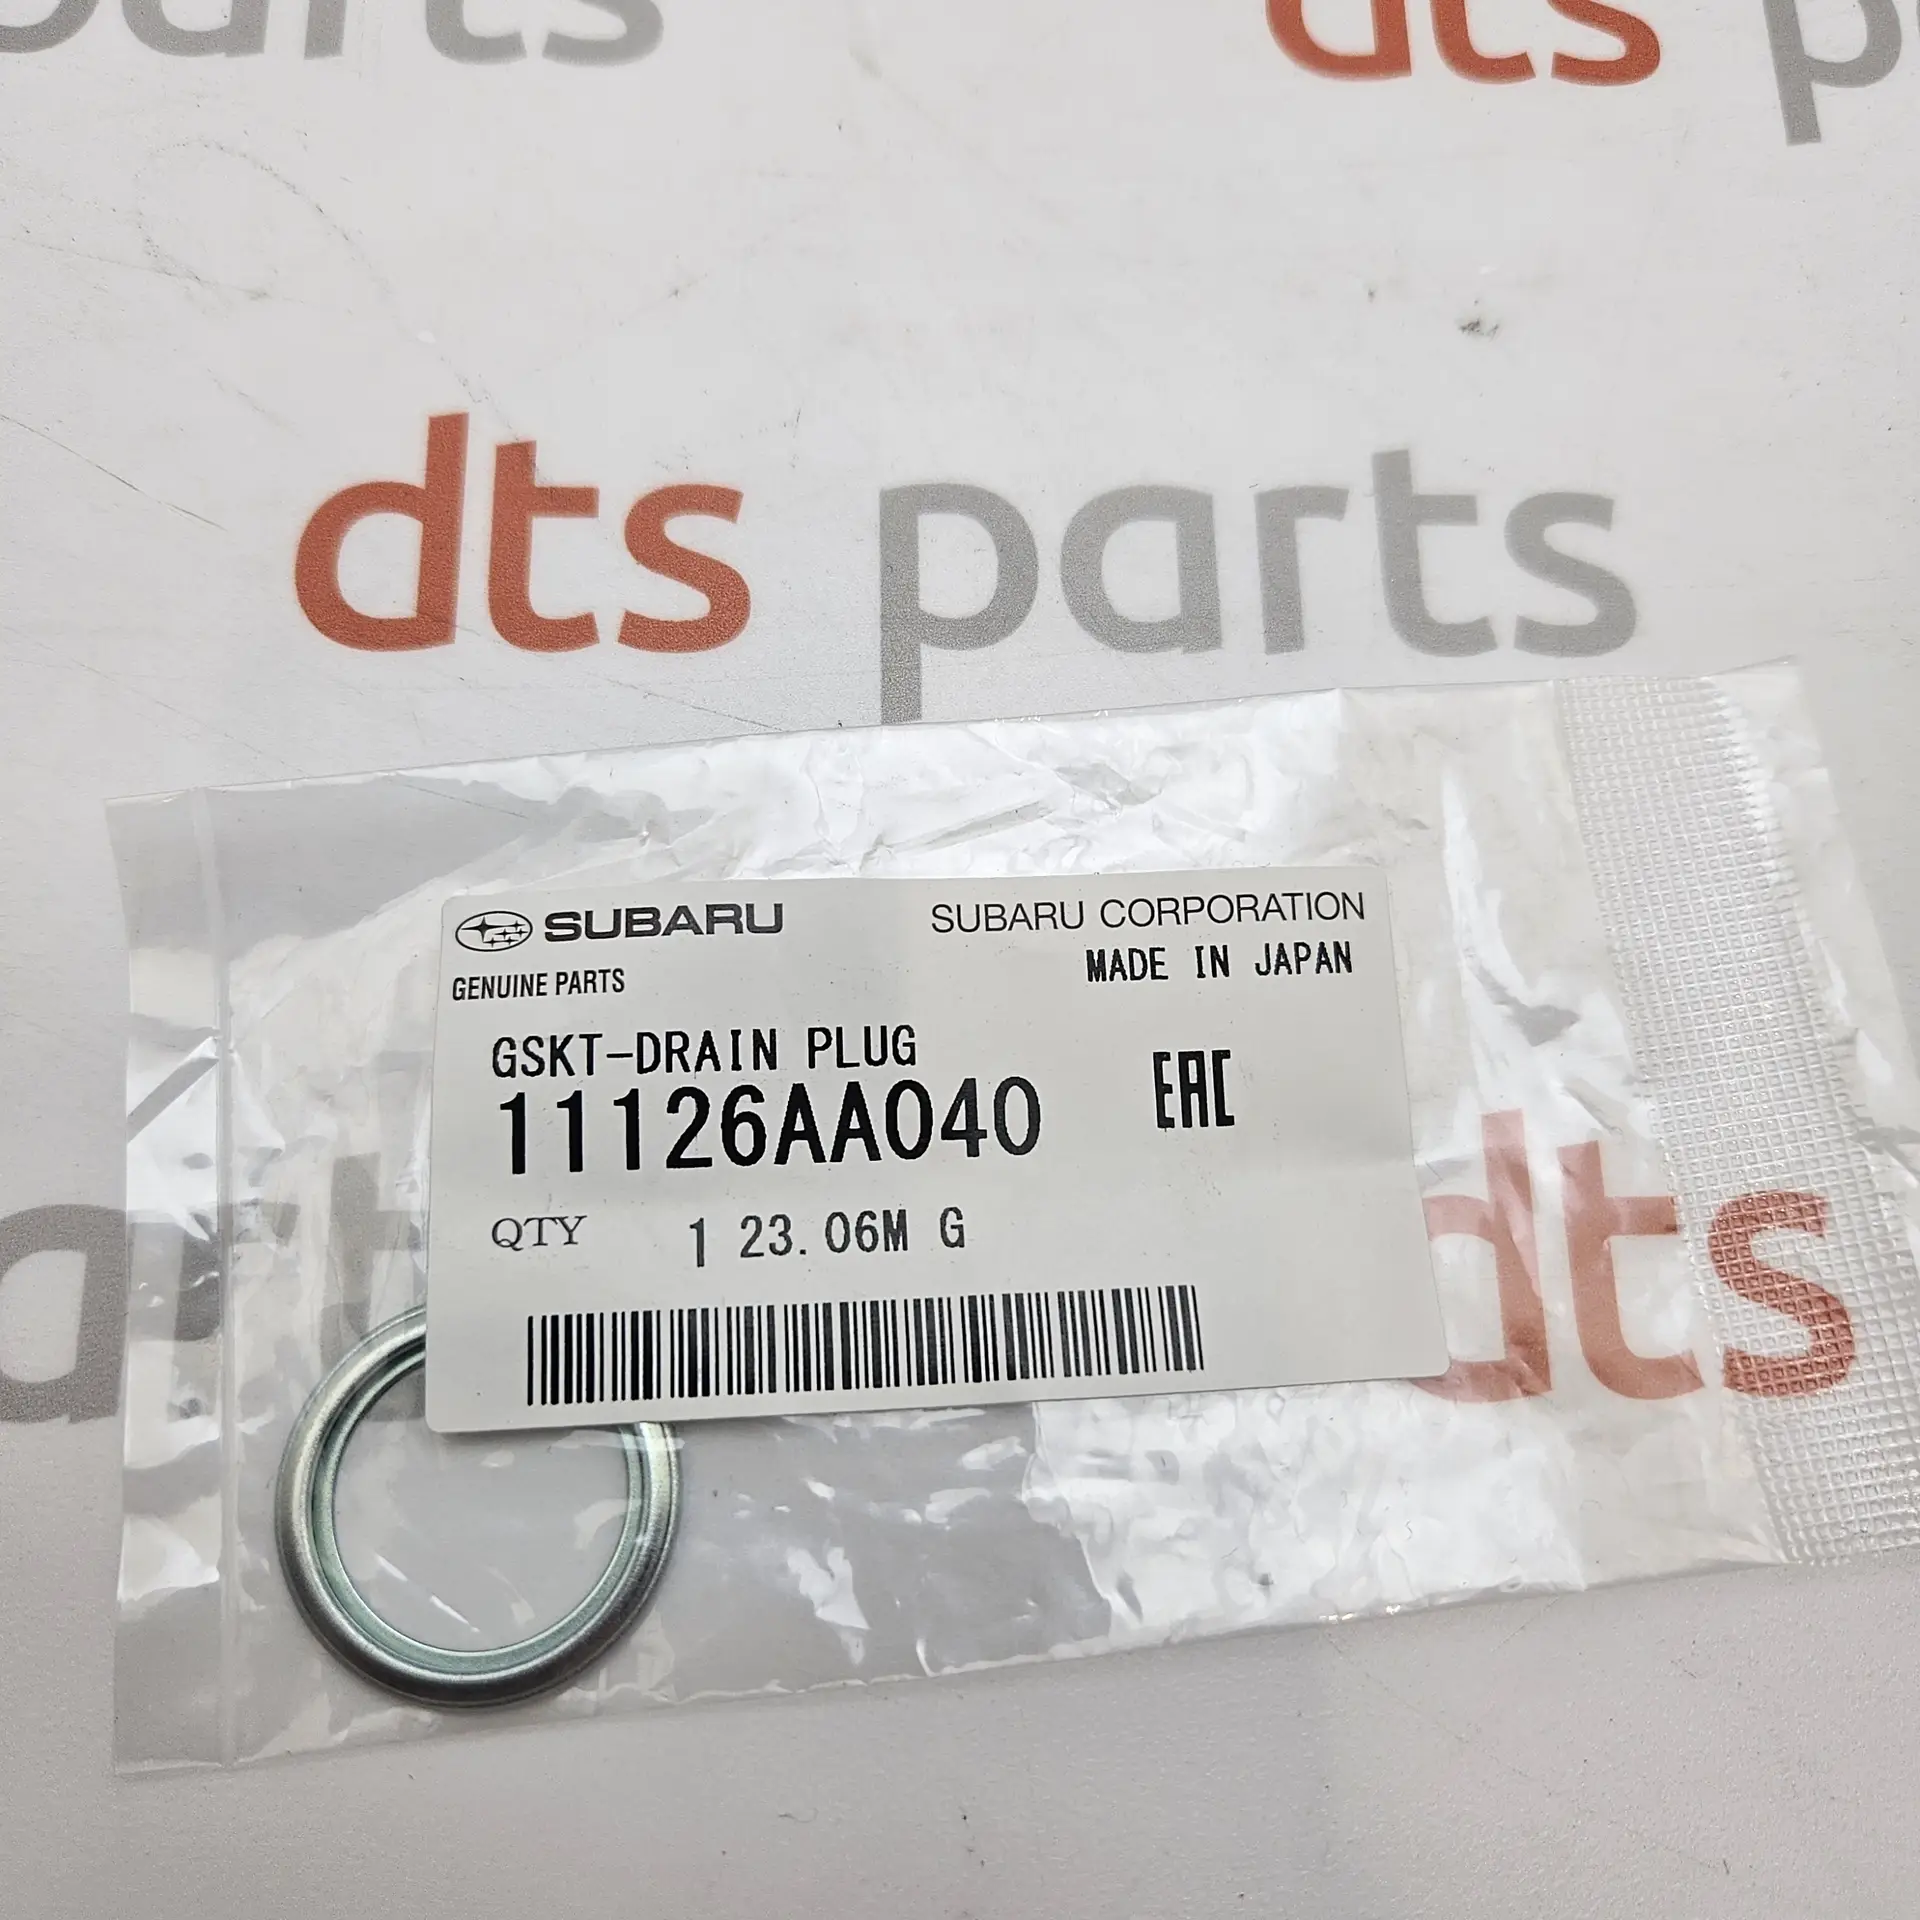 parts
dts p
dts parts
SUBARU
SUBARU CORPORATION
GENUINE PARTS
MADE IN JAPAN
GSKT-DRAIN PLUG
11126AA040
EAC
QTY 1 23.06M G
parts
dts